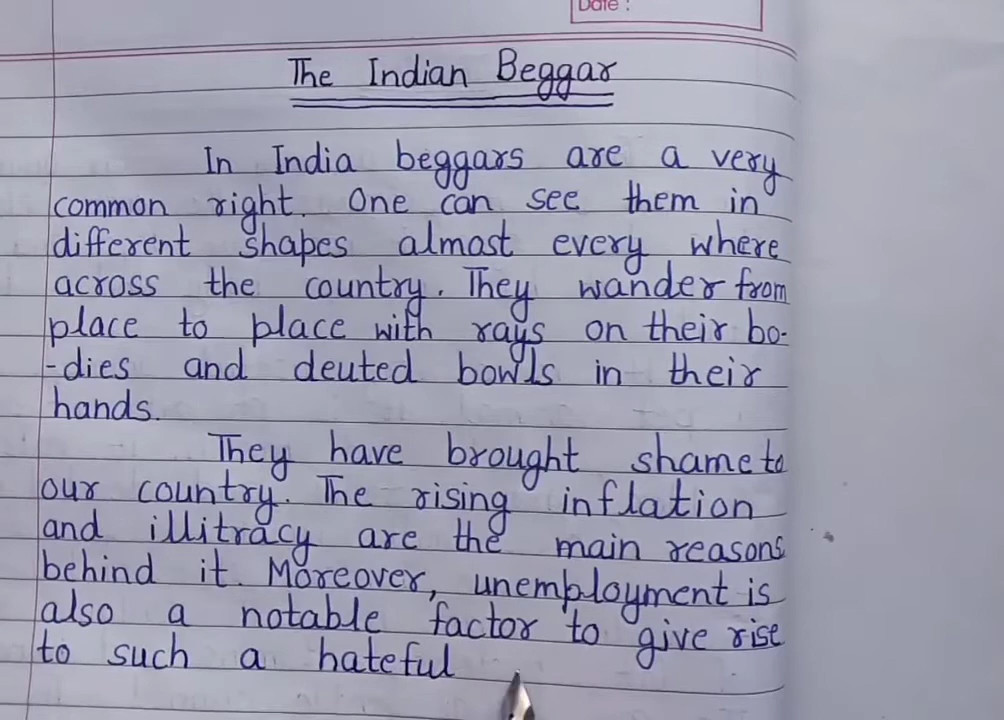 Date :
The Indian Beggar
In India beggars are a very
common right. One can see them in
different shapes almost every where
across the country. They wander from
place to place with rays on their bo-
-dies and deuted bowls in their
hands.
They have brought shame to
our country. The rising inflation
and illitracy are the main reasons
behind it. Moreover, unemployment is
also a notable factor to give rise
to such a hateful